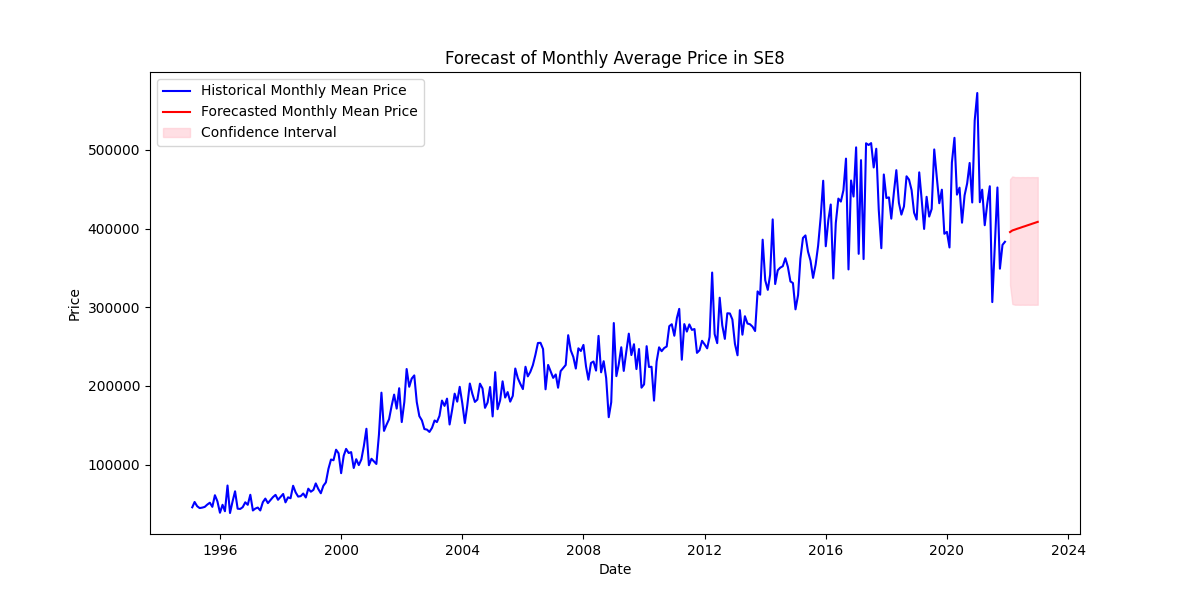 Forecast of Monthly Average Price in SE8
Historical Monthly Mean Price
Forecasted Monthly Mean Price
Confidence Interval
500000
400000
300000
200000
100000
Price
1996 2000 2004 2008 2012 2016 2020 2024
Date